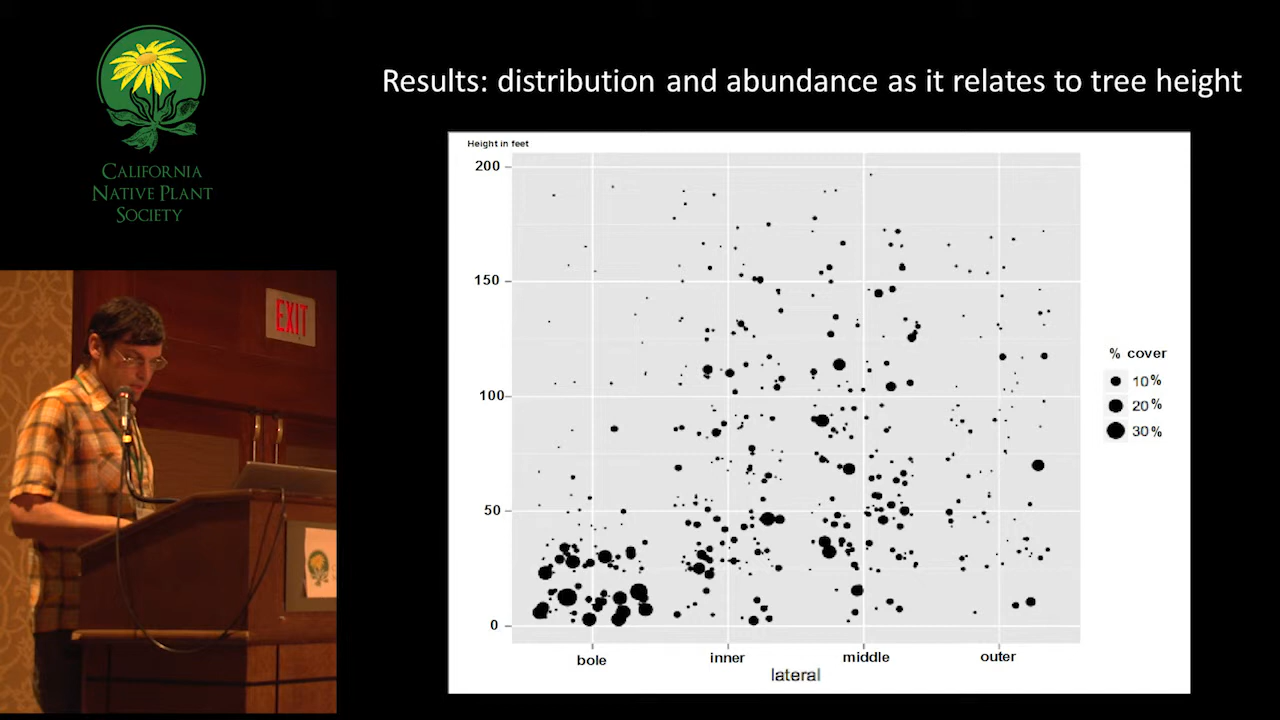 CALIFORNIA
NATIVE PLANT
SOCIETY
Results: distribution and abundance as it relates to tree height
Height in feet
200
150
100
50
0
bole
inner
middle
outer
lateral
% cover
10%
20%
30%
EXIT